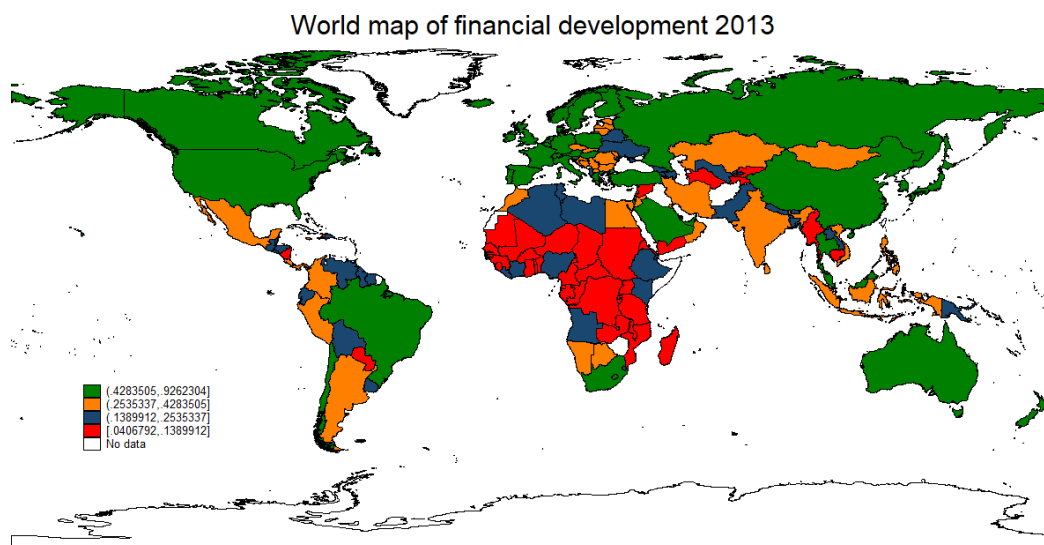 World map of financial development 2013
(.4283505,.9262304]
(.2535337,.4283505]
(.1389912,.2535337]
[.0406792,.1389912]
No data